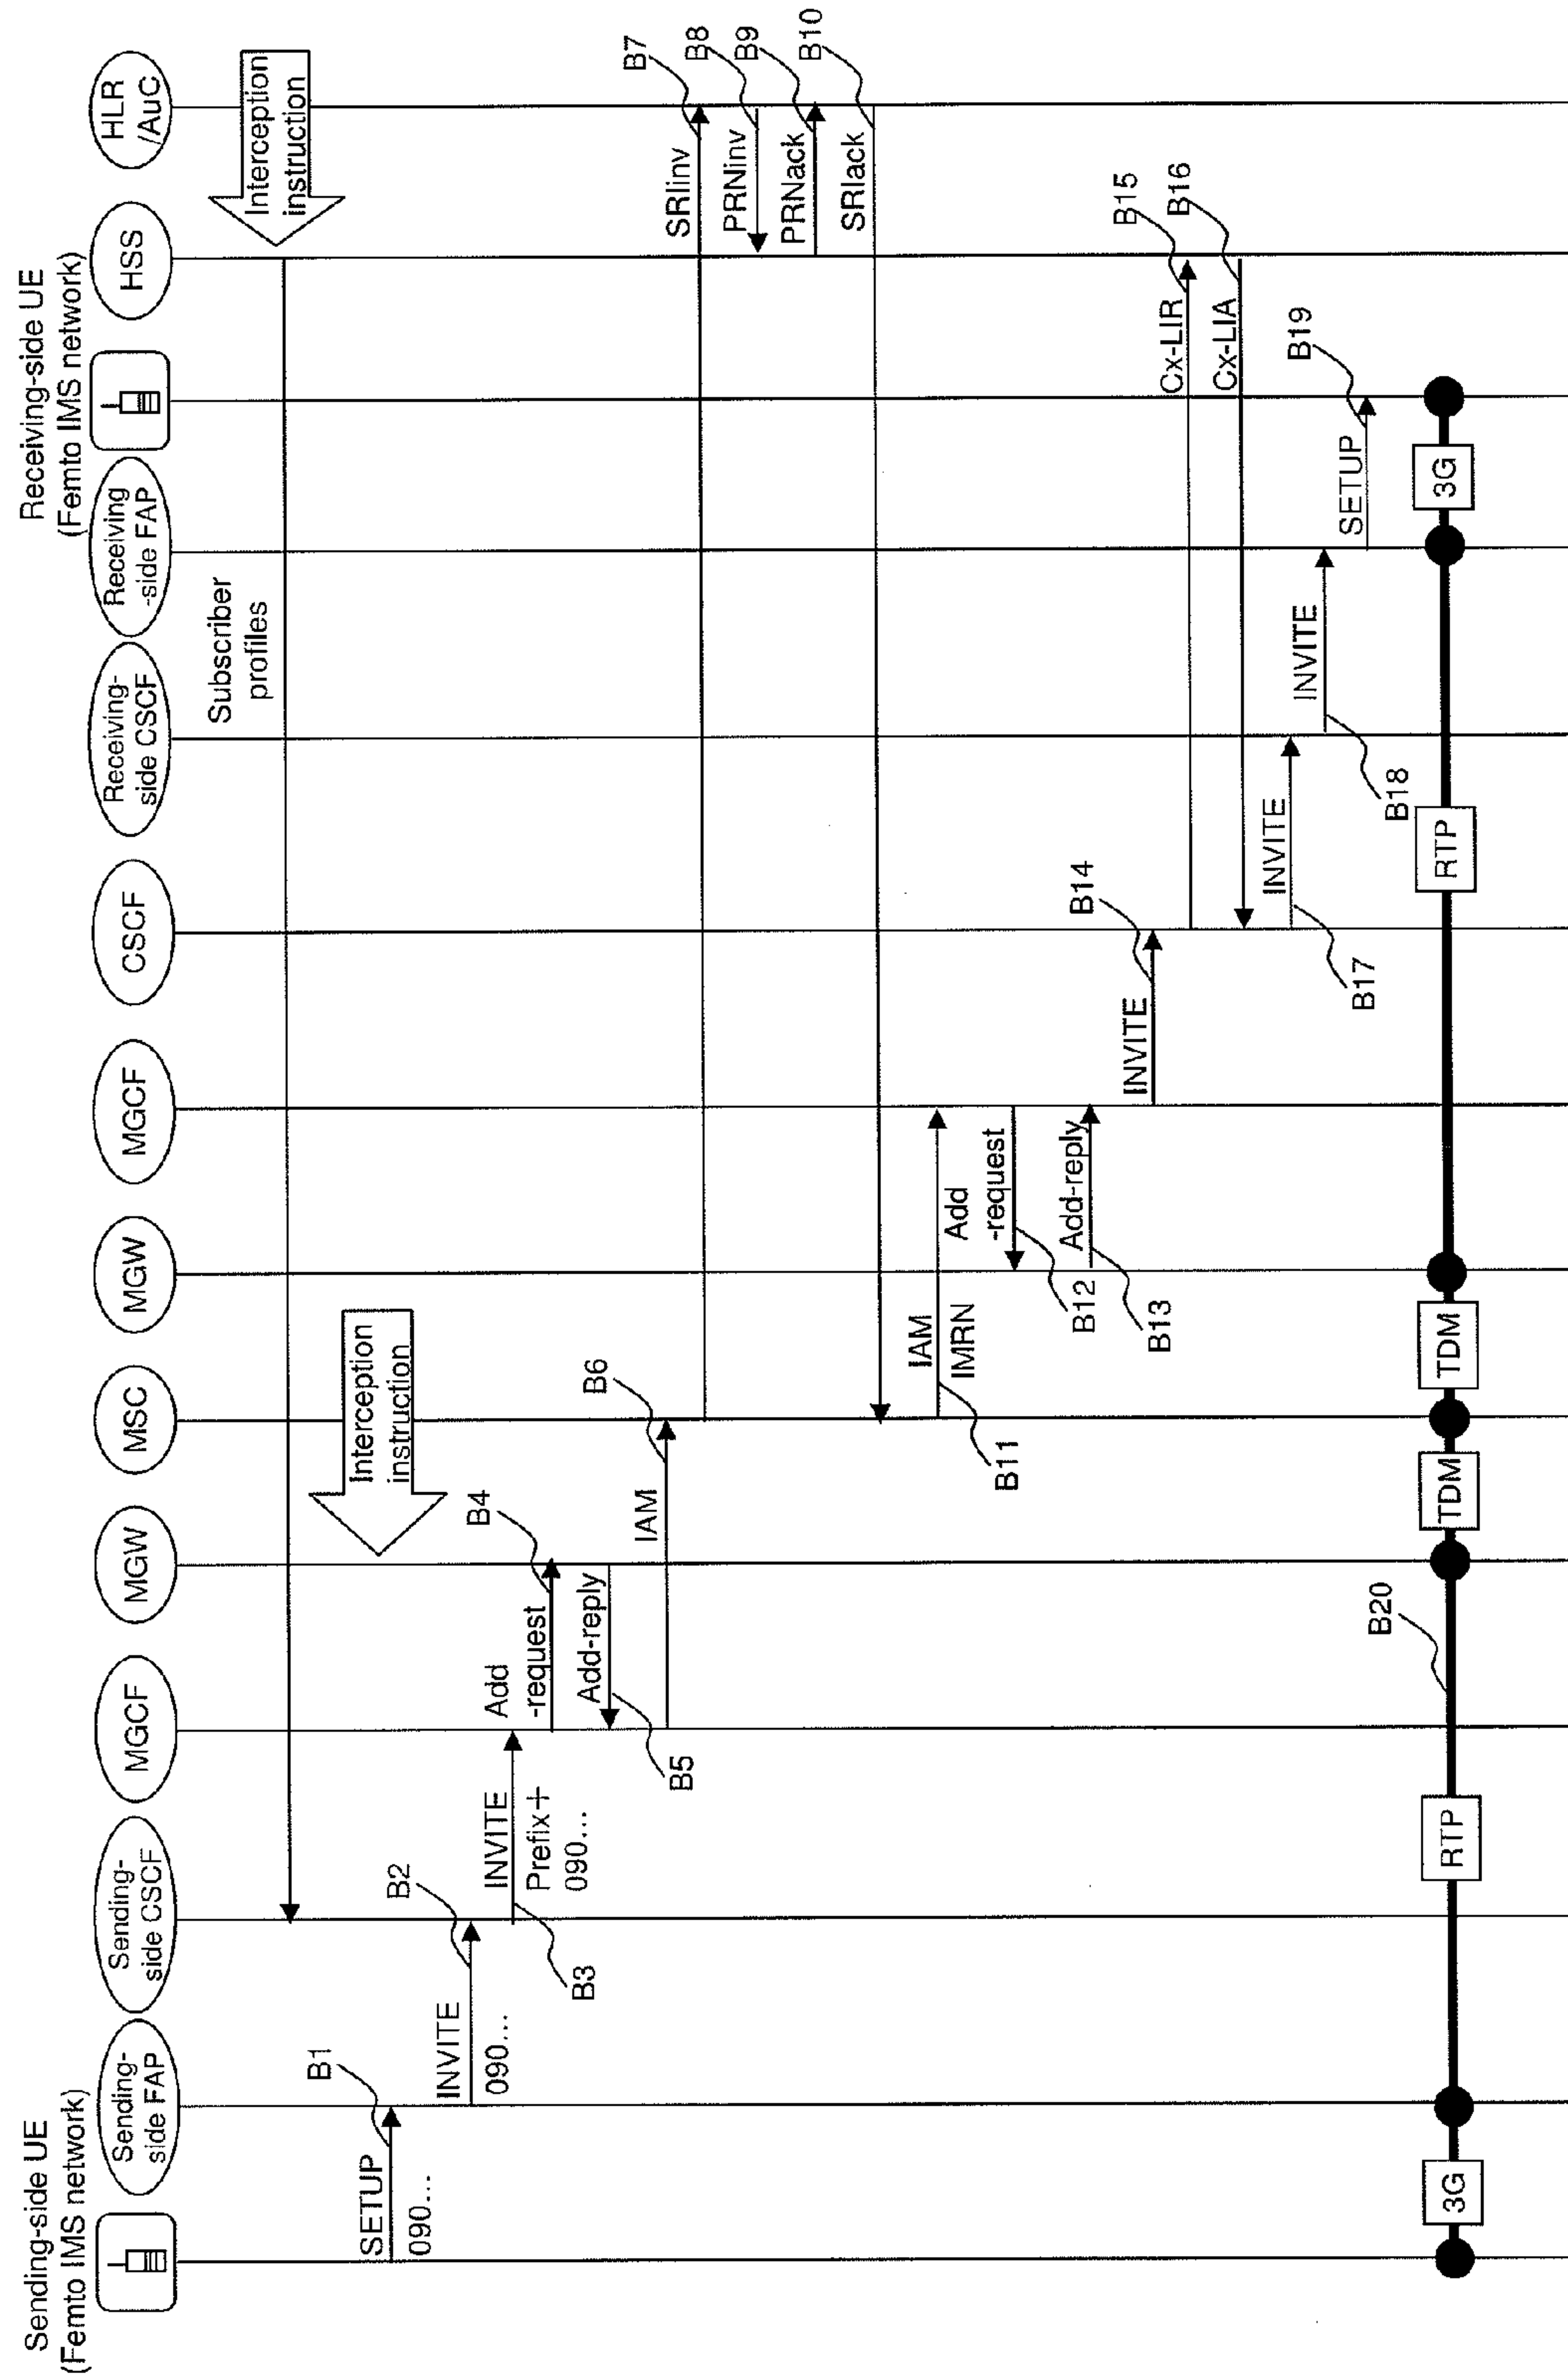 Sending-side UE
(Femto IMS network)
Receiving-side UE
(Femto IMS network)
Sending-
side FAP
Sending-
side CSCF
MGCF
MGW
MSC
MGW
MGCF
CSCF
Receiving-
side CSCF
Receiving
-side FAP
HSS
HLR
/AuC
Interception
instruction
Subscriber
profiles
Interception
instruction
SETUP
090...
B1
INVITE
090...
B2
INVITE
Prefix+
090...
B3
Add
-request
B4
Add-reply
B5
IAM
B6
SRIinv
B7
PRNinv
B8
PRNack
B9
SRIack
B10
IAM
IMRN
B11
Add
-request
B12
Add-reply
B13
INVITE
B14
Cx-LIR
B15
Cx-LIA
B16
INVITE
B17
INVITE
B18
SETUP
B19
B20
3G
RTP
TDM
TDM
RTP
3G